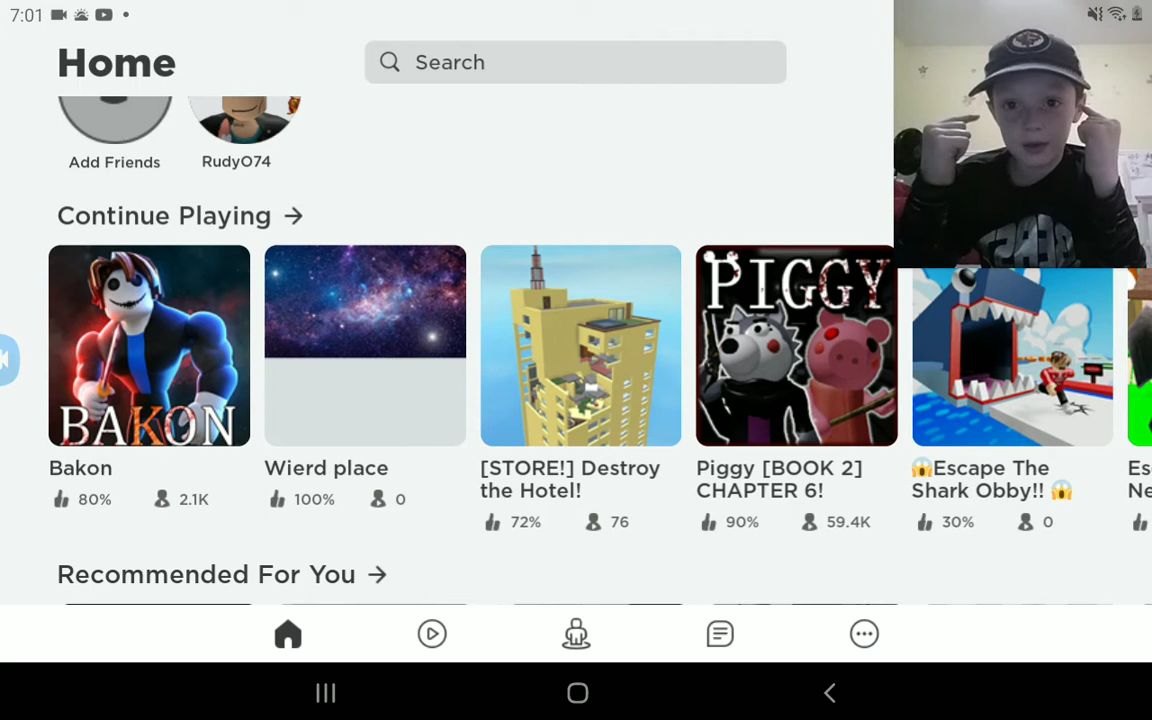 7:01
Home
Search
Add Friends
RudyO74
Continue Playing →
BAKON
PIGGY
Bakon
80% 2.1K
Wierd place
100% 0
[STORE!] Destroy
the Hotel!
72% 76
Piggy [BOOK 2]
CHAPTER 6!
90% 59.4K
😱Escape The
Shark Obby!! 😱
30% 0
Es
Ne
Recommended For You →